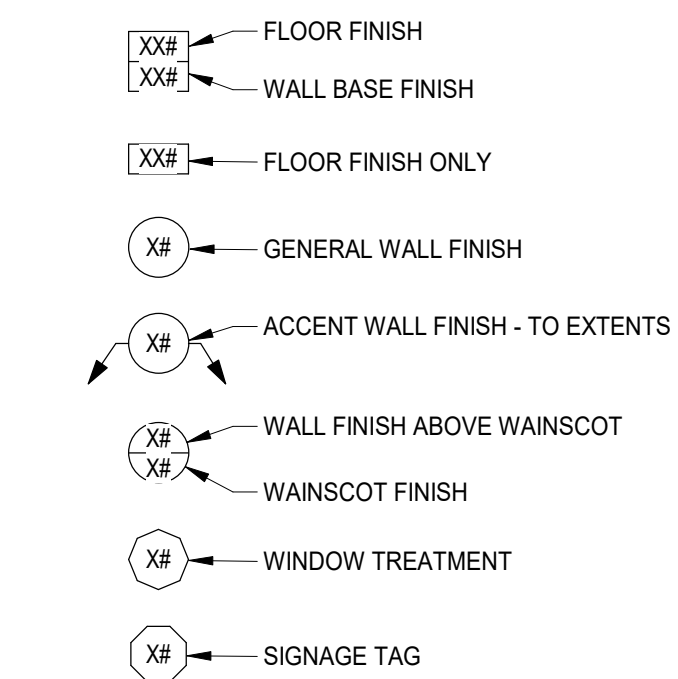 XX# FLOOR FINISH
XX# WALL BASE FINISH
XX# FLOOR FINISH ONLY
X# GENERAL WALL FINISH
X# ACCENT WALL FINISH - TO EXTENTS
X# WALL FINISH ABOVE WAINSCOT
X# WAINSCOT FINISH
X# WINDOW TREATMENT
X# SIGNAGE TAG